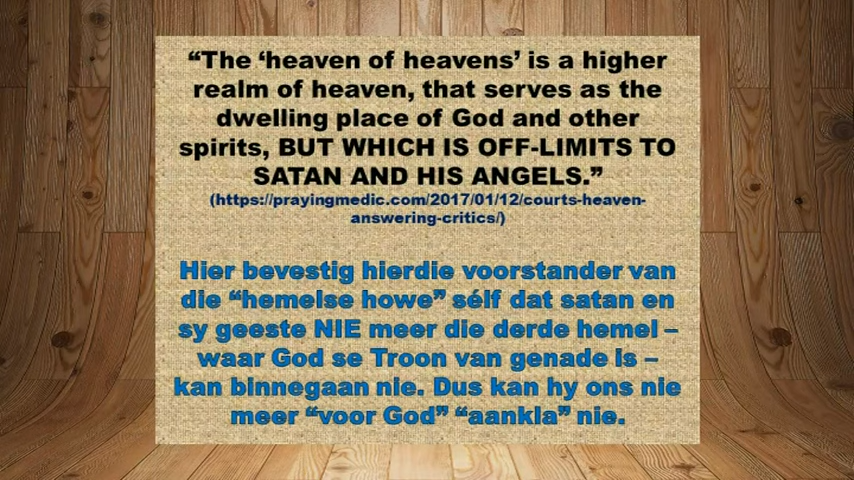 “The ‘heaven of heavens’ is a higher
realm of heaven, that serves as the
dwelling place of God and other
spirits, BUT WHICH IS OFF-LIMITS TO
SATAN AND HIS ANGELS.”
(https://prayingmedic.com/2017/01/12/courts-heaven-
answering-critics/)
Hier bevestig hierdie voorstander van
die “hemelse howe” sélf dat satan en
sy geeste NIE meer die derde hemel –
waar God se Troon van genade is –
kan binnegaan nie. Dus kan hy ons nie
meer “voor God” “aankla” nie.